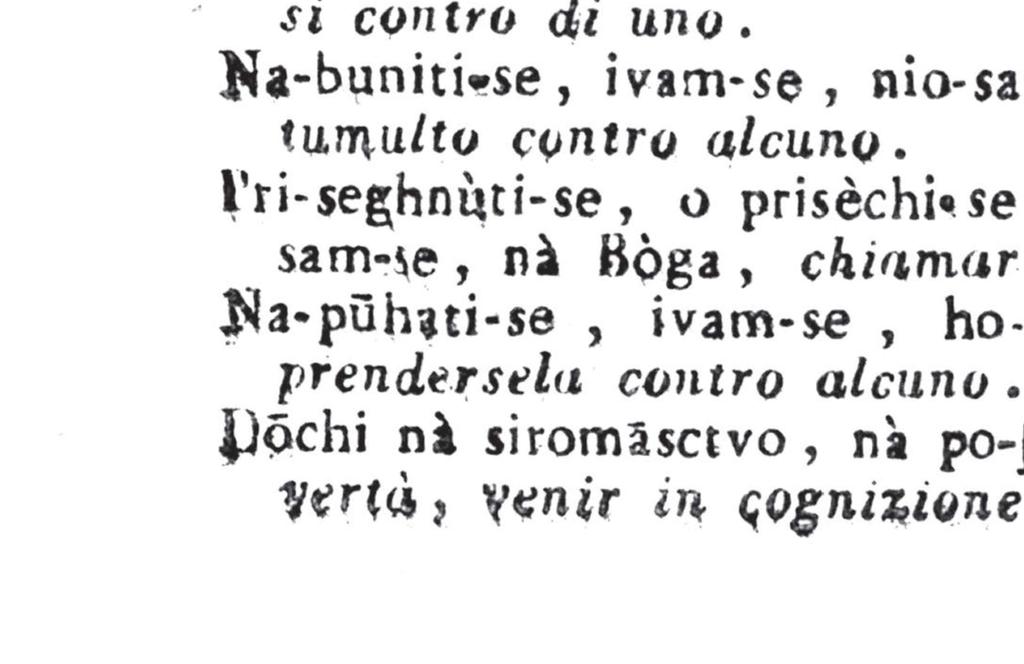 si contro di uno .
Na-buniti-se , ivam-se , nio-sa
tumulto contro alcuno .
Pri-seghnùti-se , o prisèchi-se
sam-se , nà Bòga , chiamar
Na-pūhati-se , ivam-se , ho-
prendersela contro alcuno .
Dōchi nà siromāsctvo , nà po-
vertà , venir in cognizione